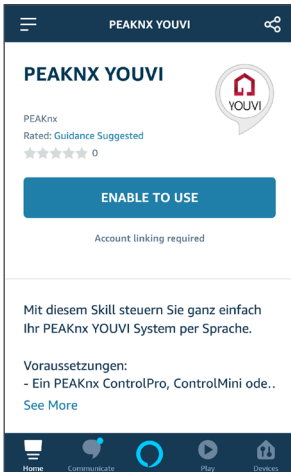 PEAKNX YOUVI
PEAKNX YOUVI
YOUVI
PEAKnx
Rated: Guidance Suggested
0
ENABLE TO USE
Account linking required
Mit diesem Skill steuern Sie ganz einfach
Ihr PEAKnx YOUVI System per Sprache.
Voraussetzungen:
- Ein PEAKnx ControlPro, ControlMini ode..
See More
Home Communicate Play Devices